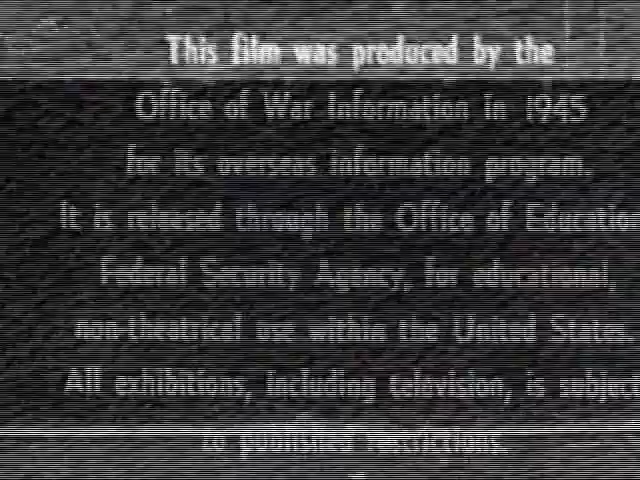 This film was produced by the
Office of War Information in 1945
for its overseas information program.
It is released through the Office of Educatio
Federal Security Agency, for educational,
non-theatrical use within the United States.
All exhibitions, including television, is subjec
to published restrictions.